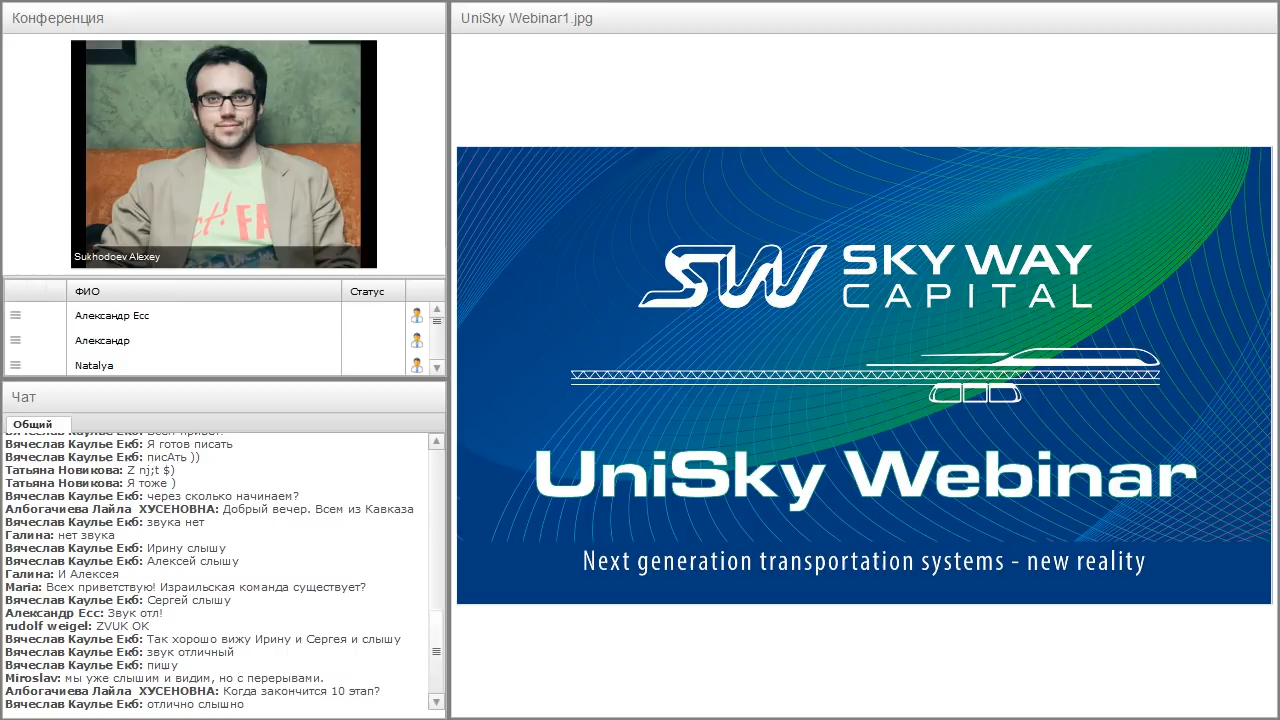 Конференция
Sukhodoev Alexey
ФИО
Статус
Александр Есс
Александр
Natalya
Чат
Общий
Вячеслав Каулье Екб: Я готов писать
Вячеслав Каулье Екб: писАть ))
Татьяна Новикова: Z nj;t $)
Татьяна Новикова: Я тоже )
Вячеслав Каулье Екб: через сколько начинаем?
Албогачиева Лайла ХУСЕНОВНА: Добрый вечер. Всем из Кавказа
Вячеслав Каулье Екб: звука нет
Галина: нет звука
Вячеслав Каулье Екб: Ирину слышу
Вячеслав Каулье Екб: Алексей слышу
Галина: И Алексея
Maria: Всех приветствую! Израильская команда существует?
Вячеслав Каулье Екб: Сергей слышу
Александр Есс: Звук отл!
rudolf weigel: ZVUK OK
Вячеслав Каулье Екб: Так хорошо вижу Ирину и Сергея и слышу
Вячеслав Каулье Екб: звук отличный
Вячеслав Каулье Екб: пишу
Miroslav: мы уже слышим и видим, но с перерывами.
Албогачиева Лайла ХУСЕНОВНА: Когда закончится 10 этап?
Вячеслав Каулье Екб: отлично слышно
UniSky Webinar1.jpg
SW SKY WAY
CAPITAL
UniSky Webinar
Next generation transportation systems - new reality